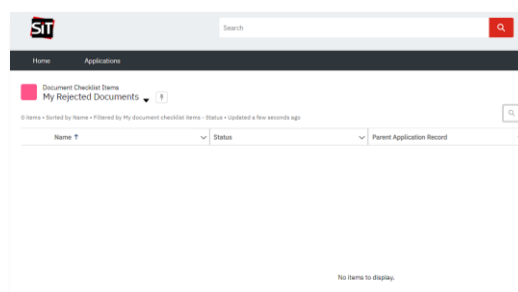 SiT
Search
Home Applications
Document Checklist Items
My Rejected Documents
0 items • Sorted by Name • Filtered by My document checklist items - Status • Updated a few seconds ago
Name ↑ Status Parent Application Record
No items to display.